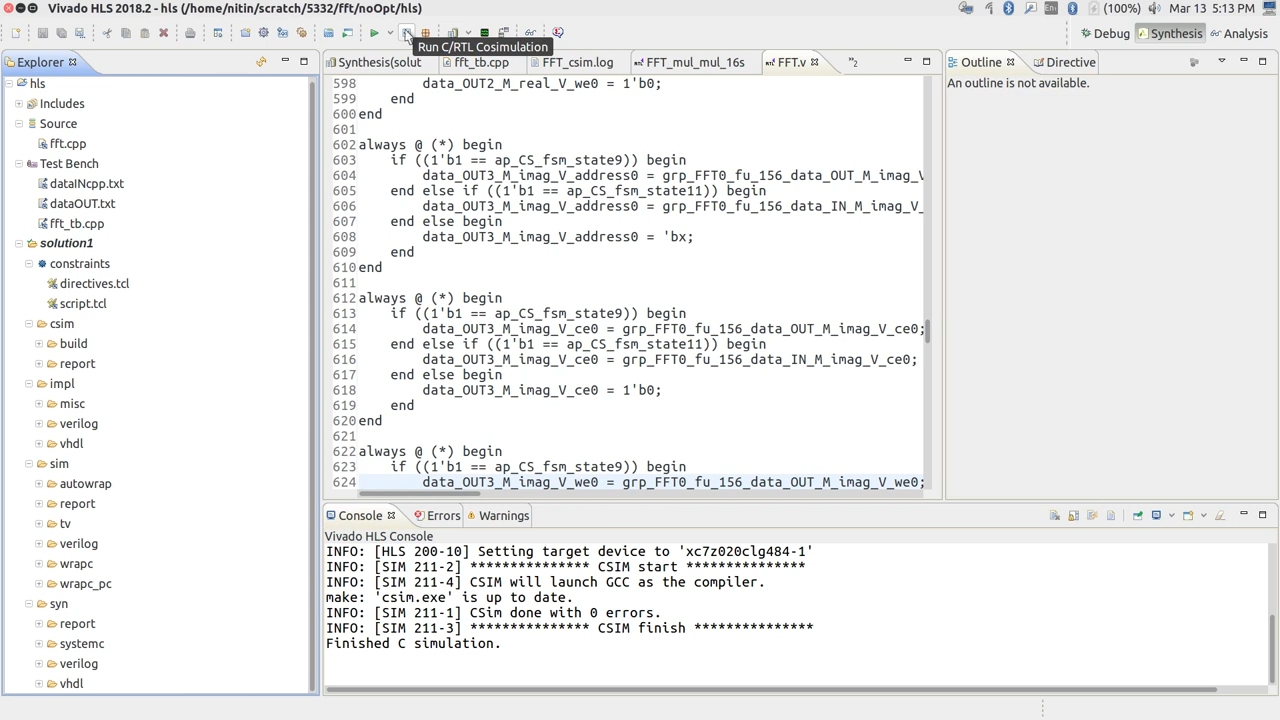 Vivado HLS 2018.2 - hls (/home/nitin/scratch/5332/fft/noOpt/hls)
En
(100%) Mar 13 5:13 PM
Run C/RTL Cosimulation
Debug
Synthesis
Analysis
Explorer
hls
Includes
Source
fft.cpp
Test Bench
dataINcpp.txt
dataOUT.txt
fft_tb.cpp
solution1
constraints
directives.tcl
script.tcl
csim
build
report
impl
misc
verilog
vhdl
sim
autowrap
report
tv
verilog
wrapc
wrapc_pc
syn
report
systemc
verilog
vhdl
Synthesis(solut
fft_tb.cpp
FFT_csim.log
FFT_mul_mul_16s
FFT.v
»2
598 data_OUT2_M_real_V_we0 = 1'b0;
599 end
600 end
601
602 always @ (*) begin
603 if ((1'b1 == ap_CS_fsm_state9)) begin
604 data_OUT3_M_imag_V_address0 = grp_FFT0_fu_156_data_OUT_M_imag_V
605 end else if ((1'b1 == ap_CS_fsm_state11)) begin
606 data_OUT3_M_imag_V_address0 = grp_FFT0_fu_156_data_IN_M_imag_V_
607 end else begin
608 data_OUT3_M_imag_V_address0 = 'bx;
609 end
610 end
611
612 always @ (*) begin
613 if ((1'b1 == ap_CS_fsm_state9)) begin
614 data_OUT3_M_imag_V_ce0 = grp_FFT0_fu_156_data_OUT_M_imag_V_ce0;
615 end else if ((1'b1 == ap_CS_fsm_state11)) begin
616 data_OUT3_M_imag_V_ce0 = grp_FFT0_fu_156_data_IN_M_imag_V_ce0;
617 end else begin
618 data_OUT3_M_imag_V_ce0 = 1'b0;
619 end
620 end
621
622 always @ (*) begin
623 if ((1'b1 == ap_CS_fsm_state9)) begin
624 data_OUT3_M_imag_V_we0 = grp_FFT0_fu_156_data_OUT_M_imag_V_we0;
Outline
Directive
An outline is not available.
Console
Errors
Warnings
Vivado HLS Console
INFO: [HLS 200-10] Setting target device to 'xc7z020clg484-1'
INFO: [SIM 211-2] *************** CSIM start ***************
INFO: [SIM 211-4] CSIM will launch GCC as the compiler.
make: 'csim.exe' is up to date.
INFO: [SIM 211-1] CSim done with 0 errors.
INFO: [SIM 211-3] *************** CSIM finish ***************
Finished C simulation.